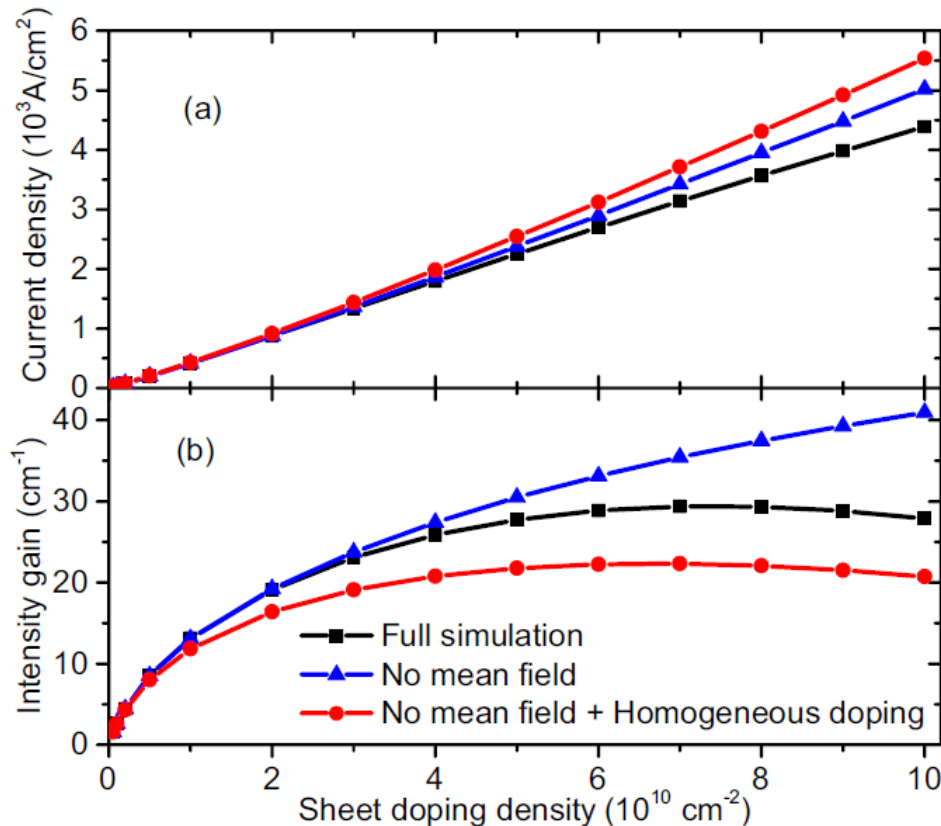 6
5
4
3
2
1
0
Current density (10³A/cm²)
(a)
40
30
20
10
0
Intensity gain (cm⁻¹)
(b)
Full simulation
No mean field
No mean field + Homogeneous doping
0 2 4 6 8 10
Sheet doping density (10¹⁰ cm⁻²)